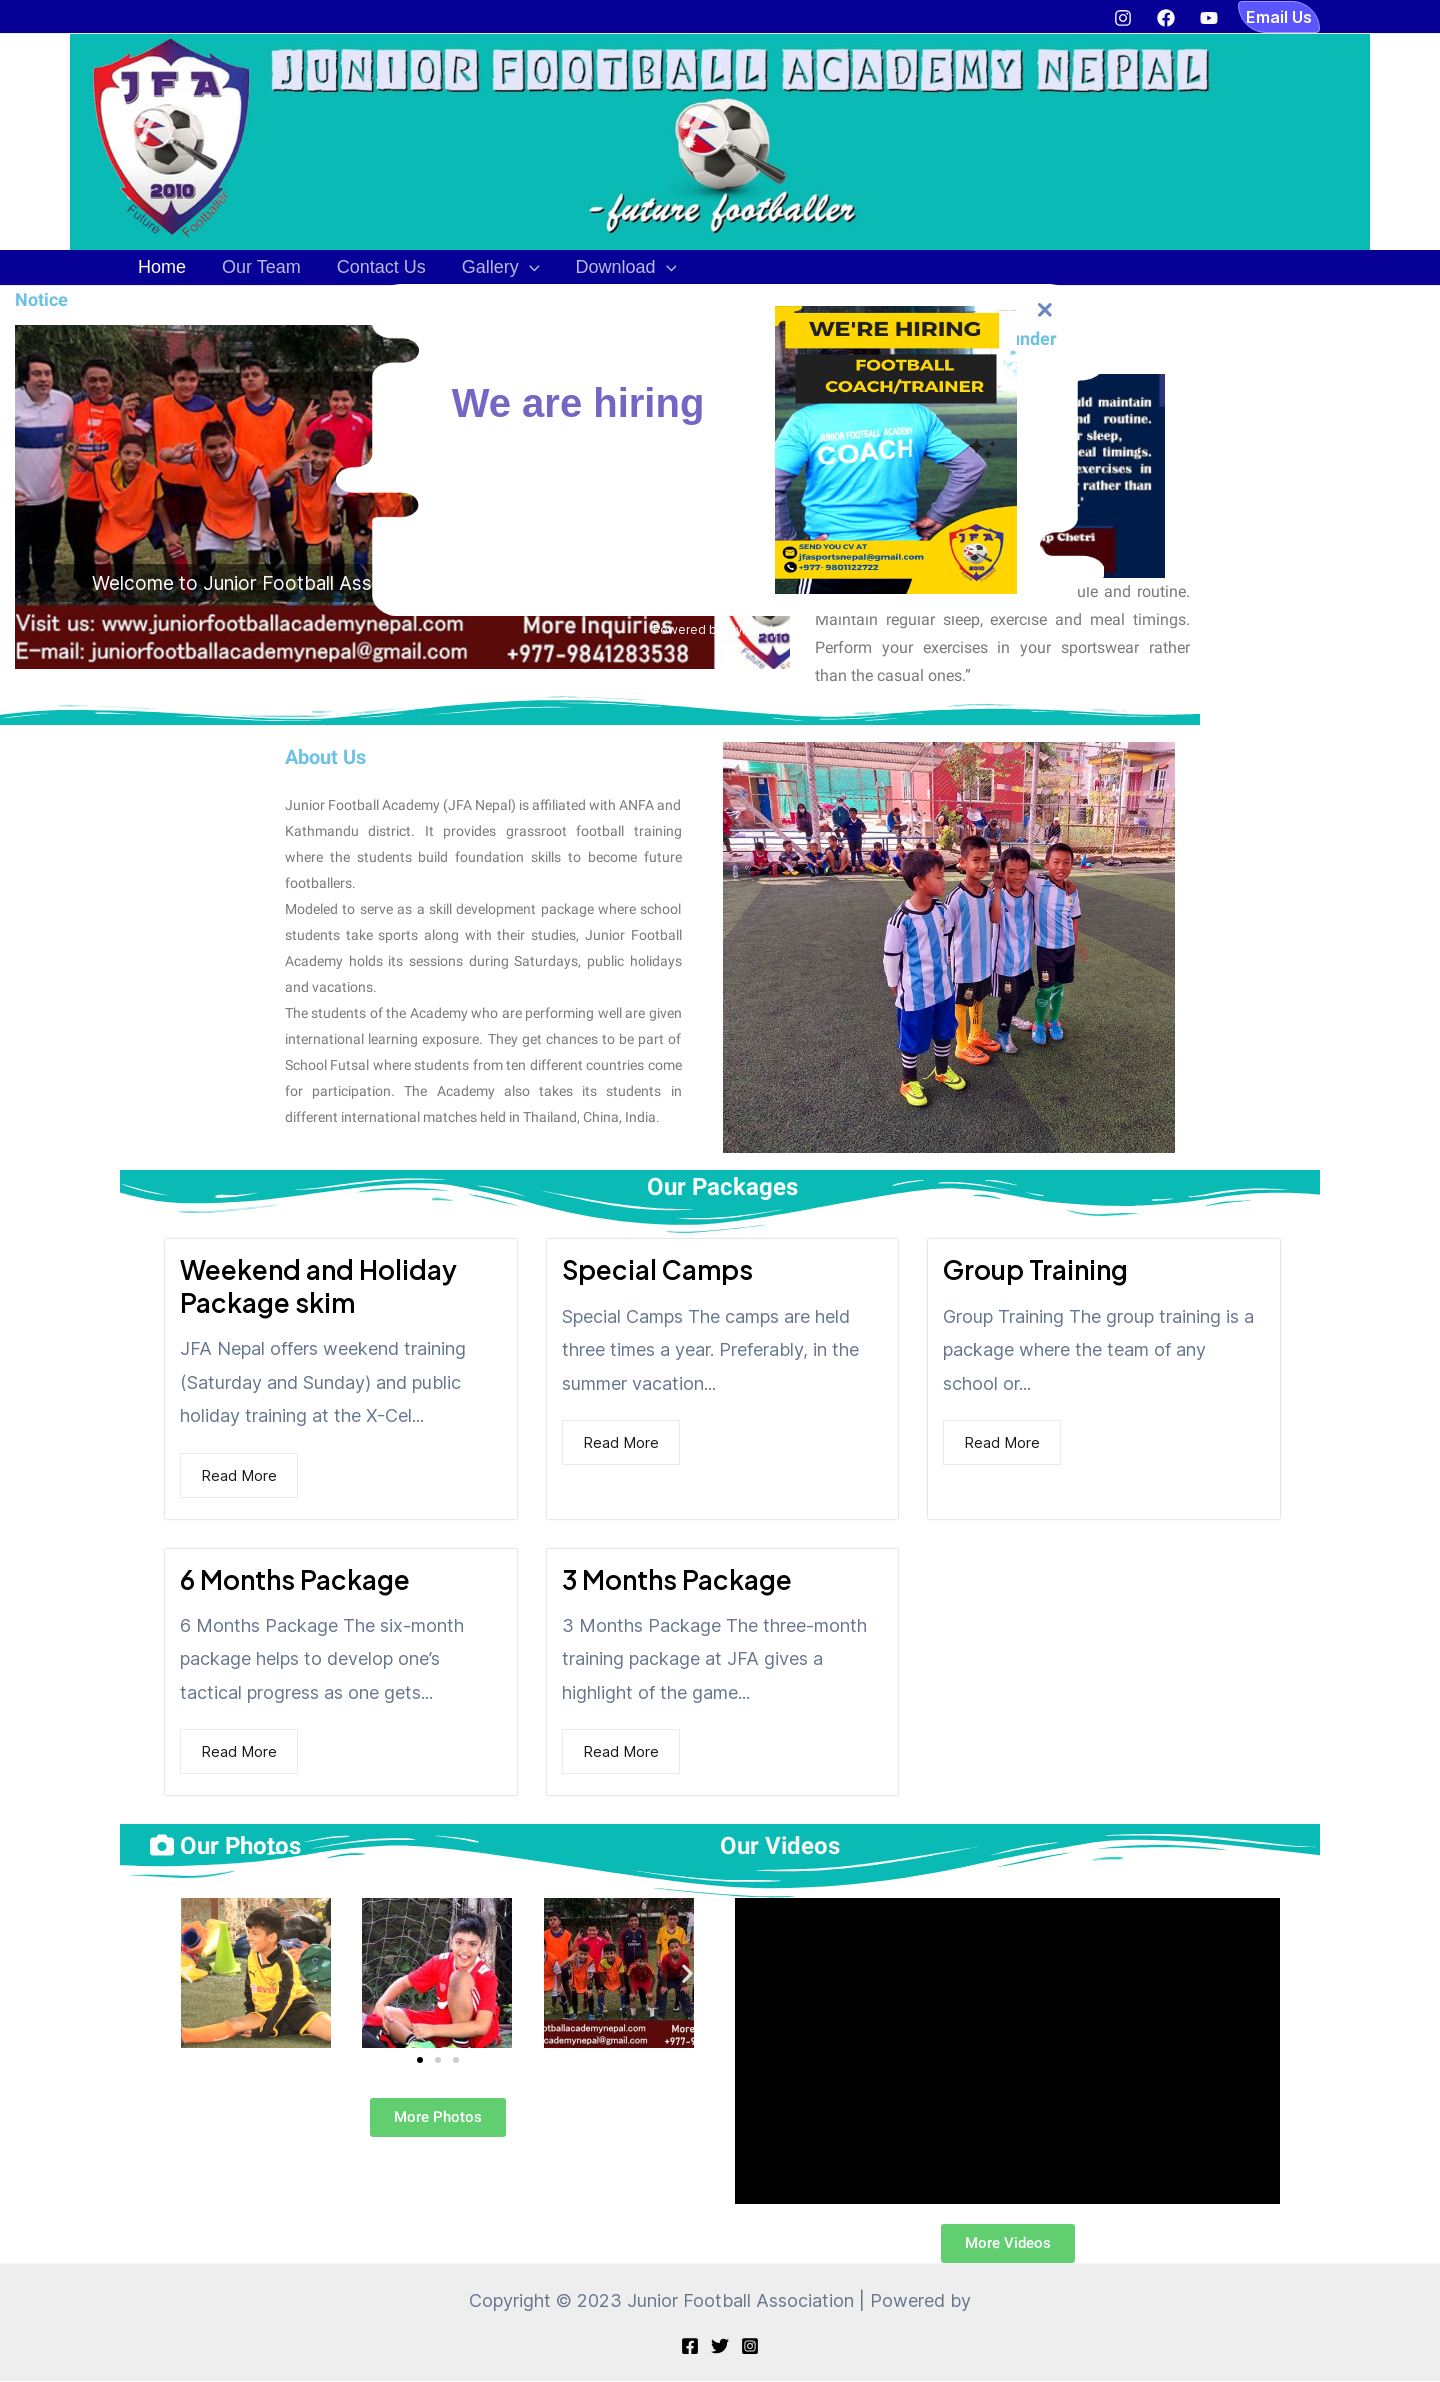 Email Us
JFA
2010
Future Footballer
JUNIOR FOOTBALL ACADEMY NEPAL
-future footballer
Home
Our Team
Contact Us
Gallery
Download
Notice
We are hiring
WE'RE HIRING
FOOTBALL
COACH/TRAINER
JUNIOR FOOTBALL ACADEMY
COACH
SEND YOU CV AT
jfasportsnepal@gmail.com
+977- 9801122722
JFA
2010
under
maintain
routine.
sleep,
timings.
exercises in
rather than
Chetri
Welcome to Junior Football Ass
Visit us: www.juniorfootballacademynepal.com
E-mail: juniorfootballacademynepal@gmail.com
More Inquiries
+977-9841283538
Powered
and routine.
Maintain regular sleep, exercise and meal timings.
Perform your exercises in your sportswear rather
than the casual ones.”
About Us
Junior Football Academy (JFA Nepal) is affiliated with ANFA and
Kathmandu district. It provides grassroot football training
where the students build foundation skills to become future
footballers.
Modeled to serve as a skill development package where school
students take sports along with their studies, Junior Football
Academy holds its sessions during Saturdays, public holidays
and vacations.
The students of the Academy who are performing well are given
international learning exposure. They get chances to be part of
School Futsal where students from ten different countries come
for participation. The Academy also takes its students in
different international matches held in Thailand, China, India.
Our Packages
Weekend and Holiday
Package skim
JFA Nepal offers weekend training
(Saturday and Sunday) and public
holiday training at the X-Cel...
Read More
Special Camps
Special Camps The camps are held
three times a year. Preferably, in the
summer vacation...
Read More
Group Training
Group Training The group training is a
package where the team of any
school or...
Read More
6 Months Package
6 Months Package The six-month
package helps to develop one’s
tactical progress as one gets...
Read More
3 Months Package
3 Months Package The three-month
training package at JFA gives a
highlight of the game...
Read More
Our Photos
Our Videos
otballacademynepal.com
More
cademynepal@gmail.com
+977-9
More Photos
More Videos
Copyright © 2023 Junior Football Association | Powered by